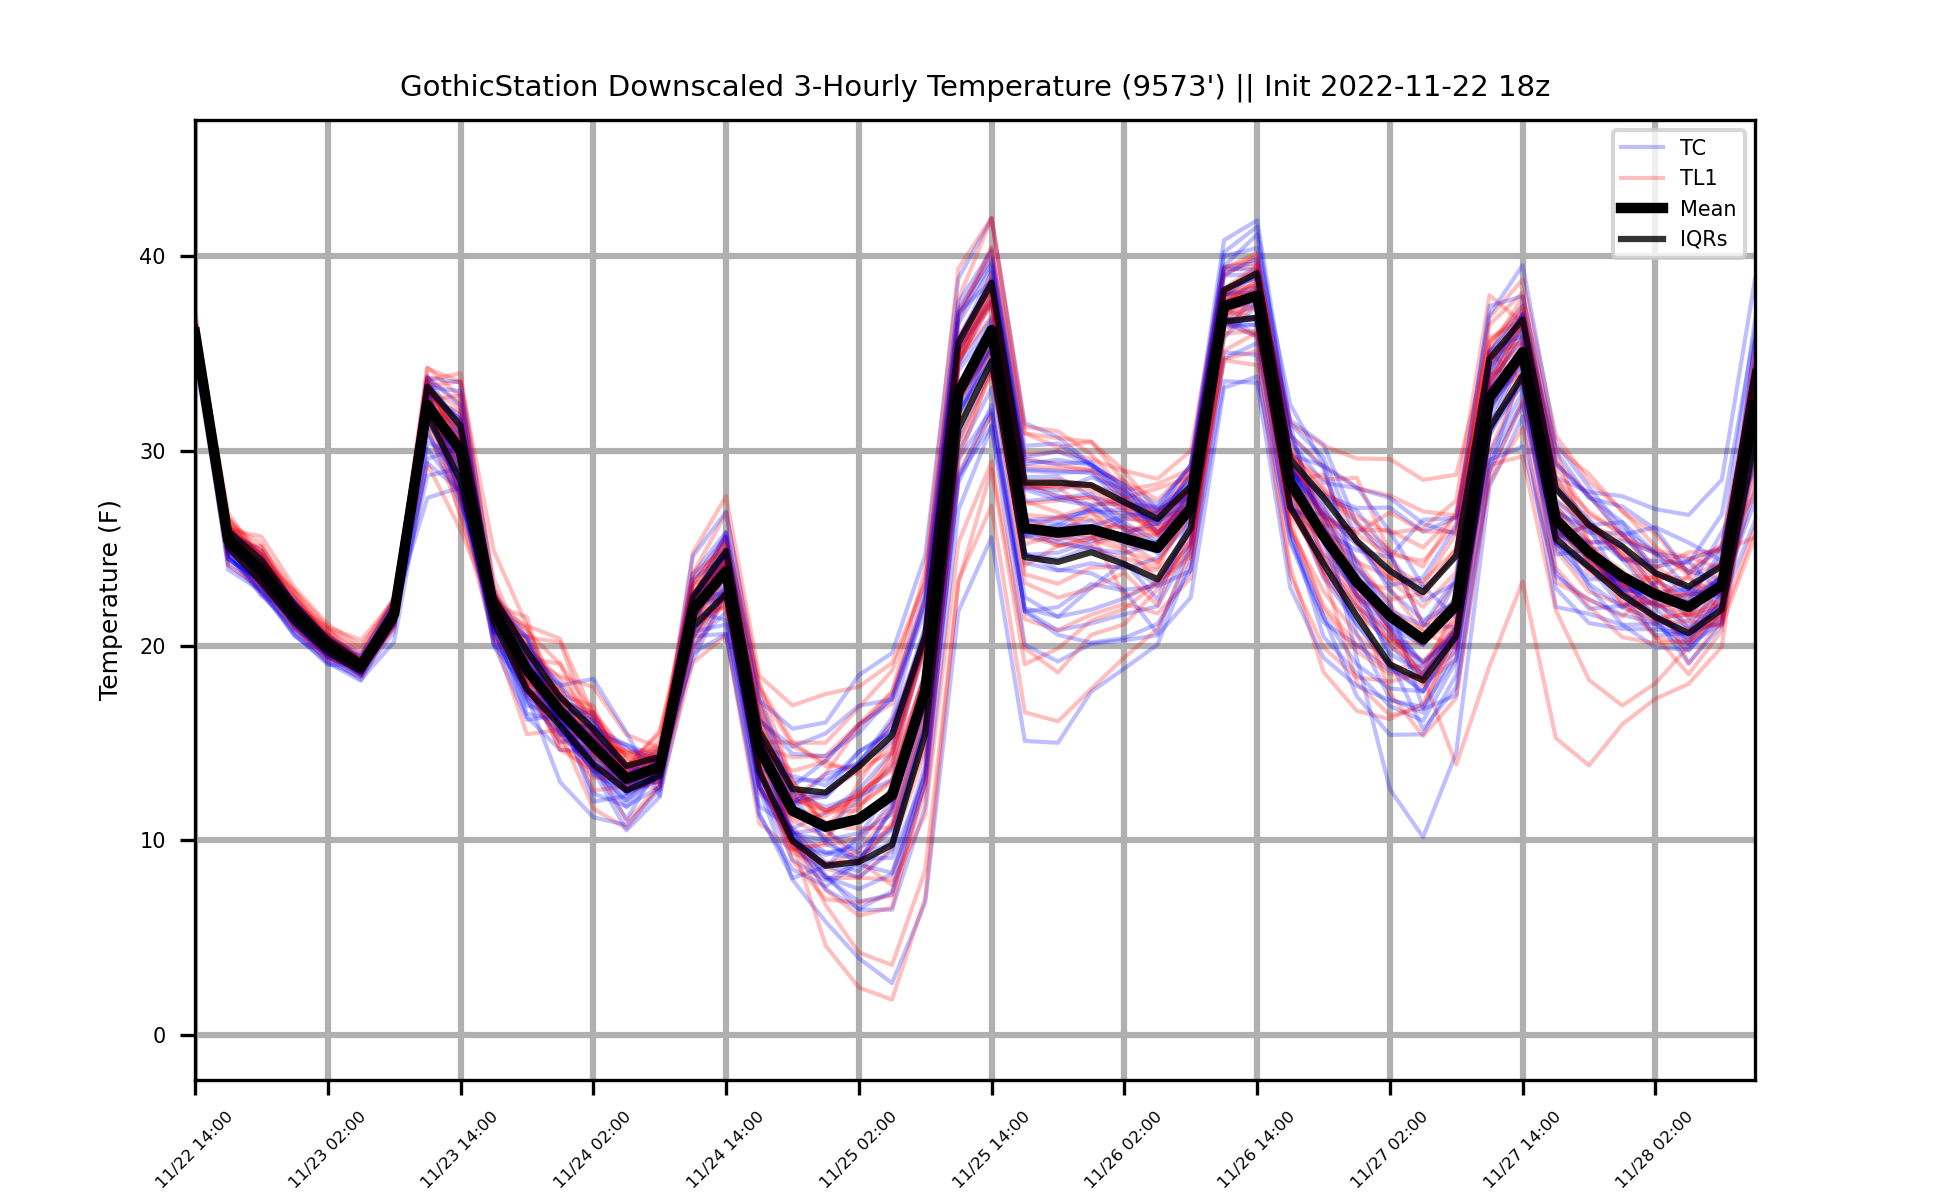 GothicStation Downscaled 3-Hourly Temperature (9573') || Init 2022-11-22 18z
TC
TL1
Mean
IQRs
Temperature (F)
40
30
20
10
0
11/22 14:00
11/23 02:00
11/23 14:00
11/24 02:00
11/24 14:00
11/25 02:00
11/25 14:00
11/26 02:00
11/26 14:00
11/27 02:00
11/27 14:00
11/28 02:00